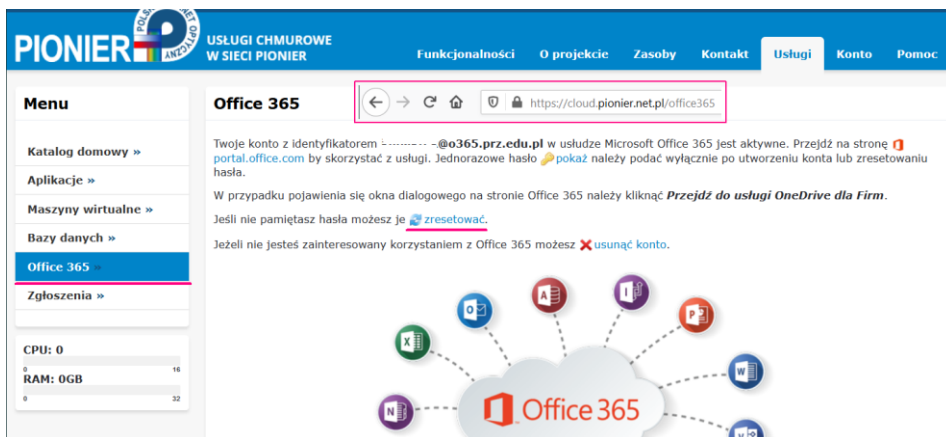 PIONIER
USŁUGI CHMUROWE
W SIECI PIONIER
Funkcjonalności O projekcie Zasoby Kontakt Usługi Konto Pomoc
Menu
Katalog domowy »
Aplikacje »
Maszyny wirtualne »
Bazy danych »
Office 365 »
Zgłoszenia »
CPU: 0
0 16
RAM: 0GB
0 32
Office 365
https://cloud.pionier.net.pl/office365
Twoje konto z identyfikatorem @o365.prz.edu.pl w usłudze Microsoft Office 365 jest aktywne. Przejdź na stronę
portal.office.com by skorzystać z usługi. Jednorazowe hasło pokaż należy podać wyłącznie po utworzeniu konta lub zresetowaniu
hasła.
W przypadku pojawienia się okna dialogowego na stronie Office 365 należy kliknąć Przejdź do usługi OneDrive dla Firm.
Jeśli nie pamiętasz hasła możesz je zresetować.
Jeżeli nie jesteś zainteresowany korzystaniem z Office 365 możesz usunąć konto.
Office 365